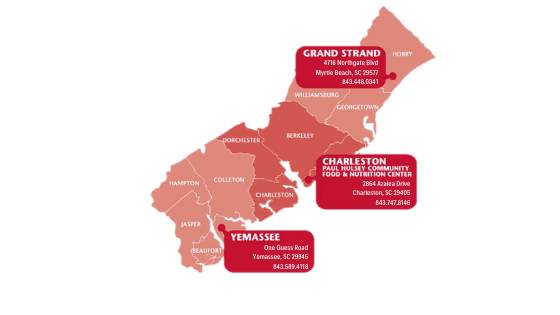 GRAND STRAND
4716 Northgate Blvd
Myrtle Beach, SC 29577
843.448.0341
HORRY
WILLIAMSBURG
GEORGETOWN
BERKELEY
DORCHESTER
CHARLESTON
PAUL HULSEY COMMUNITY
FOOD & NUTRITION CENTER
2864 Azalea Drive
Charleston, SC 29405
843.747.8146
COLLETON
HAMPTON
CHARLESTON
JASPER
BEAUFORT
YEMASSEE
One Guess Road
Yemassee, SC 29945
843.589.4118